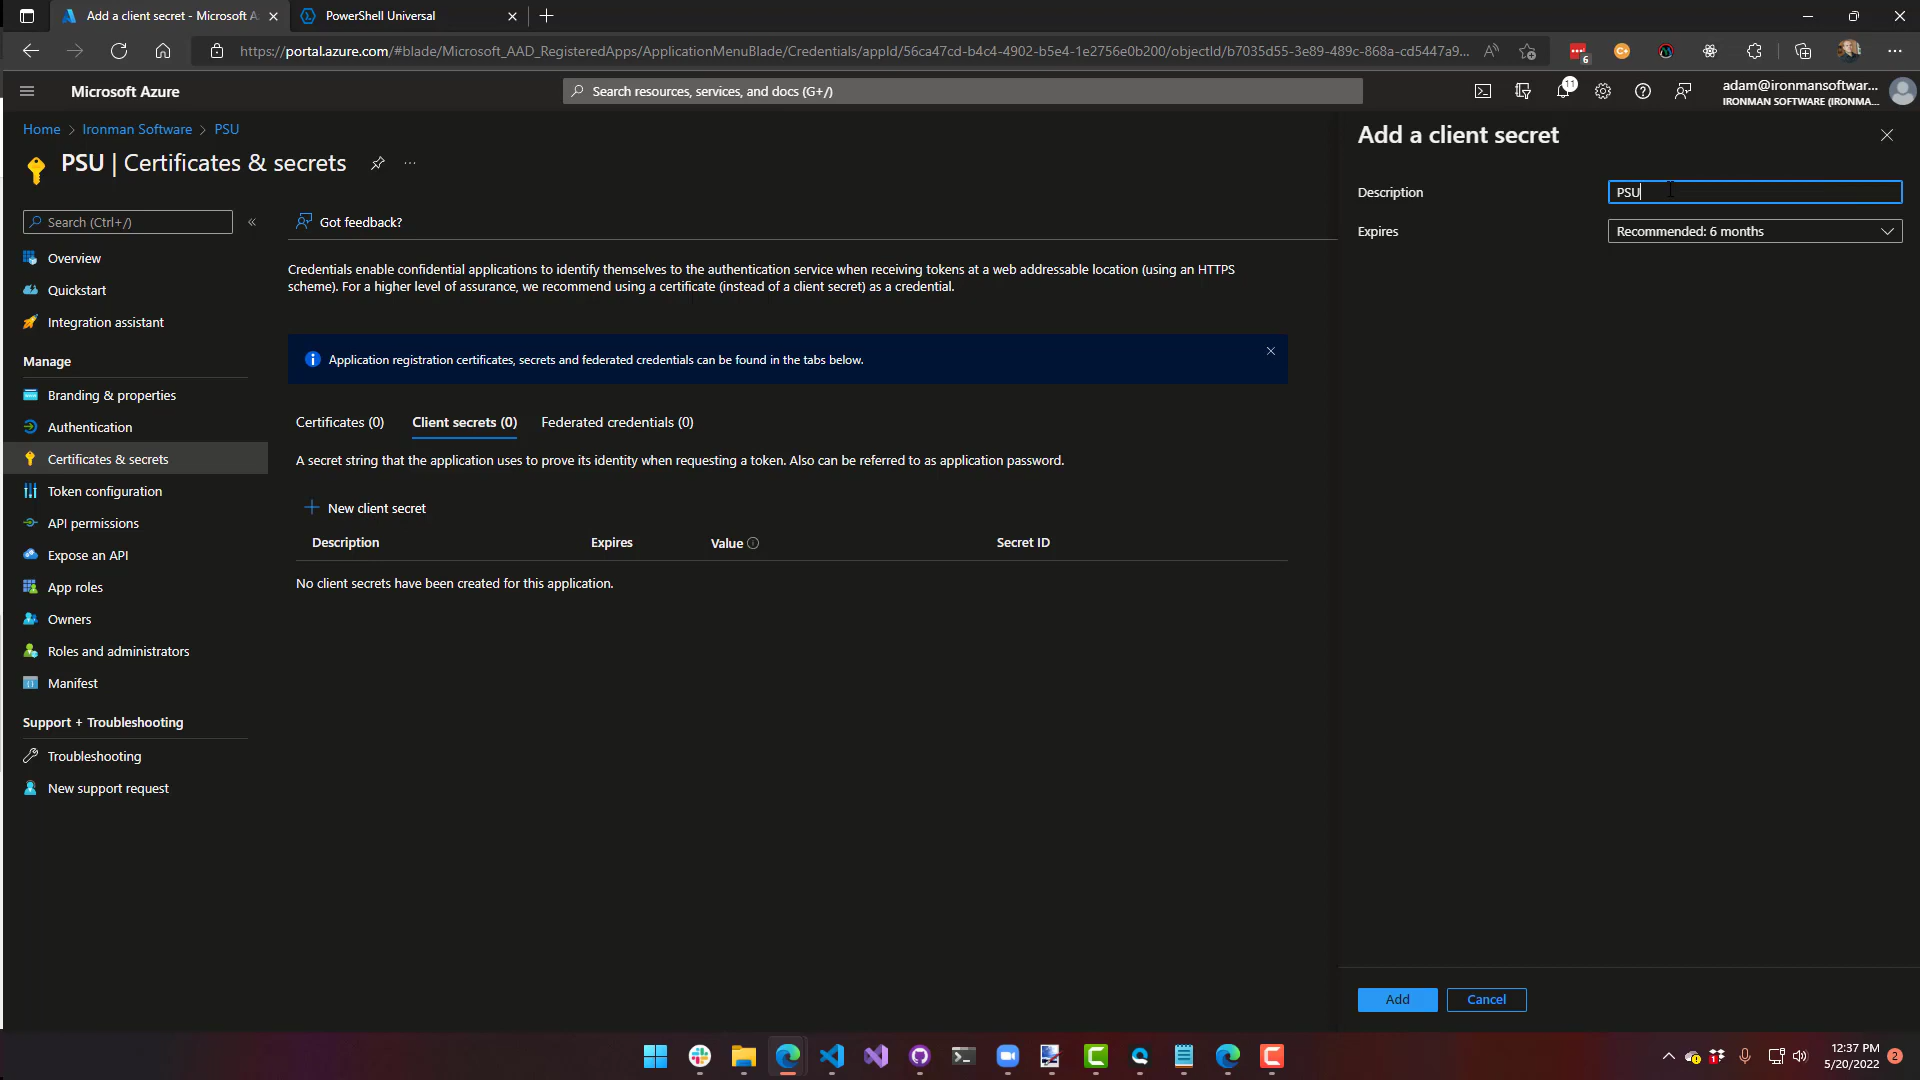 Add a client secret - Microsoft A
PowerShell Universal
https://portal.azure.com/#blade/Microsoft_AAD_RegisteredApps/ApplicationMenuBlade/Credentials/appId/56ca47cd-b4c4-4902-b5e4-1e2756e0b200/objectId/b7035d55-3e89-489c-868a-cd5447a9...
6
Microsoft Azure
Search resources, services, and docs (G+/)
11
adam@ironmansoftwar...
IRONMAN SOFTWARE (IRONMA...
Home > Ironman Software > PSU
PSU | Certificates & secrets
...
Search (Ctrl+/)
«
Overview
Quickstart
Integration assistant
Manage
Branding & properties
Authentication
Certificates & secrets
Token configuration
API permissions
Expose an API
App roles
Owners
Roles and administrators
Manifest
Support + Troubleshooting
Troubleshooting
New support request
Got feedback?
Credentials enable confidential applications to identify themselves to the authentication service when receiving tokens at a web addressable location (using an HTTPS
scheme). For a higher level of assurance, we recommend using a certificate (instead of a client secret) as a credential.
Application registration certificates, secrets and federated credentials can be found in the tabs below.
Certificates (0) Client secrets (0) Federated credentials (0)
A secret string that the application uses to prove its identity when requesting a token. Also can be referred to as application password.
New client secret
Description Expires Value Secret ID
No client secrets have been created for this application.
Add a client secret
Description PSU
Expires Recommended: 6 months
Add Cancel
12:37 PM
5/20/2022
2